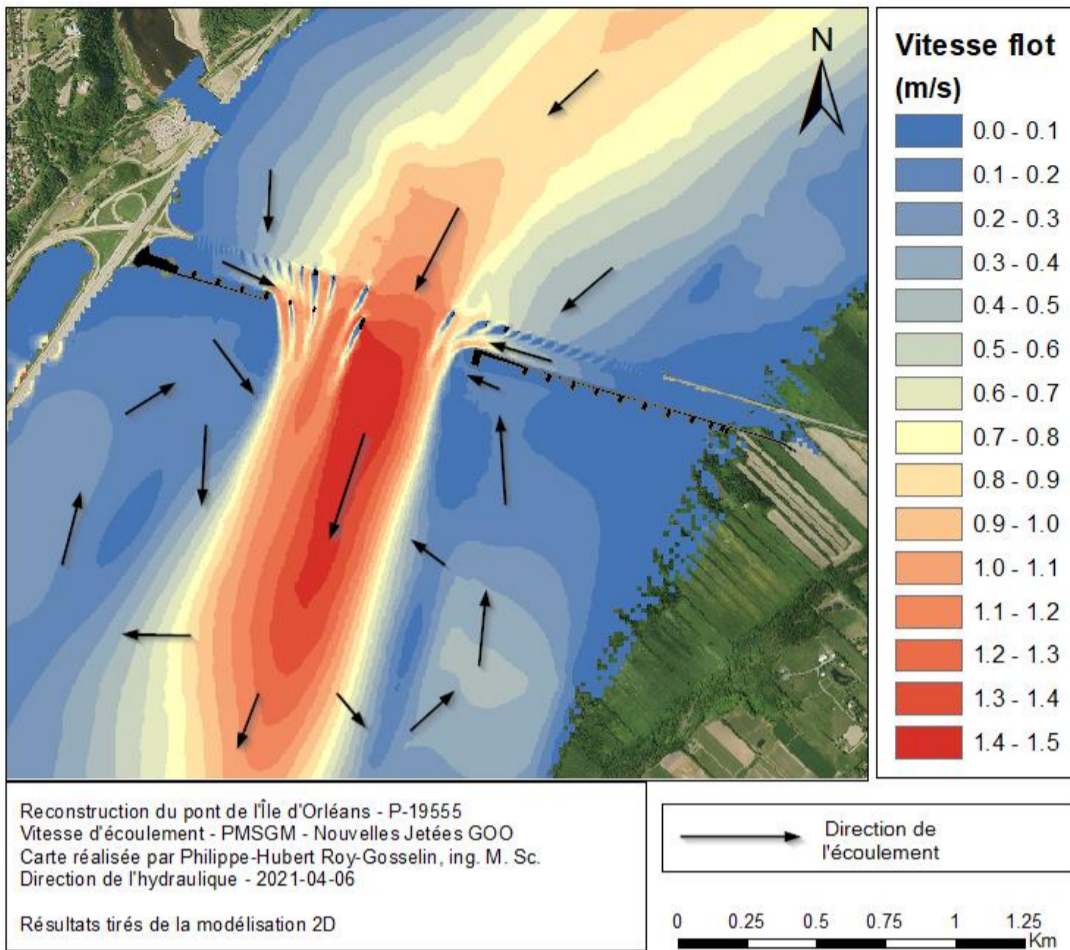 N
Vitesse flot
(m/s)
0.0 - 0.1
0.1 - 0.2
0.2 - 0.3
0.3 - 0.4
0.4 - 0.5
0.5 - 0.6
0.6 - 0.7
0.7 - 0.8
0.8 - 0.9
0.9 - 1.0
1.0 - 1.1
1.1 - 1.2
1.2 - 1.3
1.3 - 1.4
1.4 - 1.5
Reconstruction du pont de l'Île d'Orléans - P-19555
Vitesse d'écoulement - PMSGM - Nouvelles Jetées GOO
Carte réalisée par Philippe-Hubert Roy-Gosselin, ing. M. Sc.
Direction de l'hydraulique - 2021-04-06
Résultats tirés de la modélisation 2D
Direction de
l'écoulement
0 0.25 0.5 0.75 1 1.25
Km